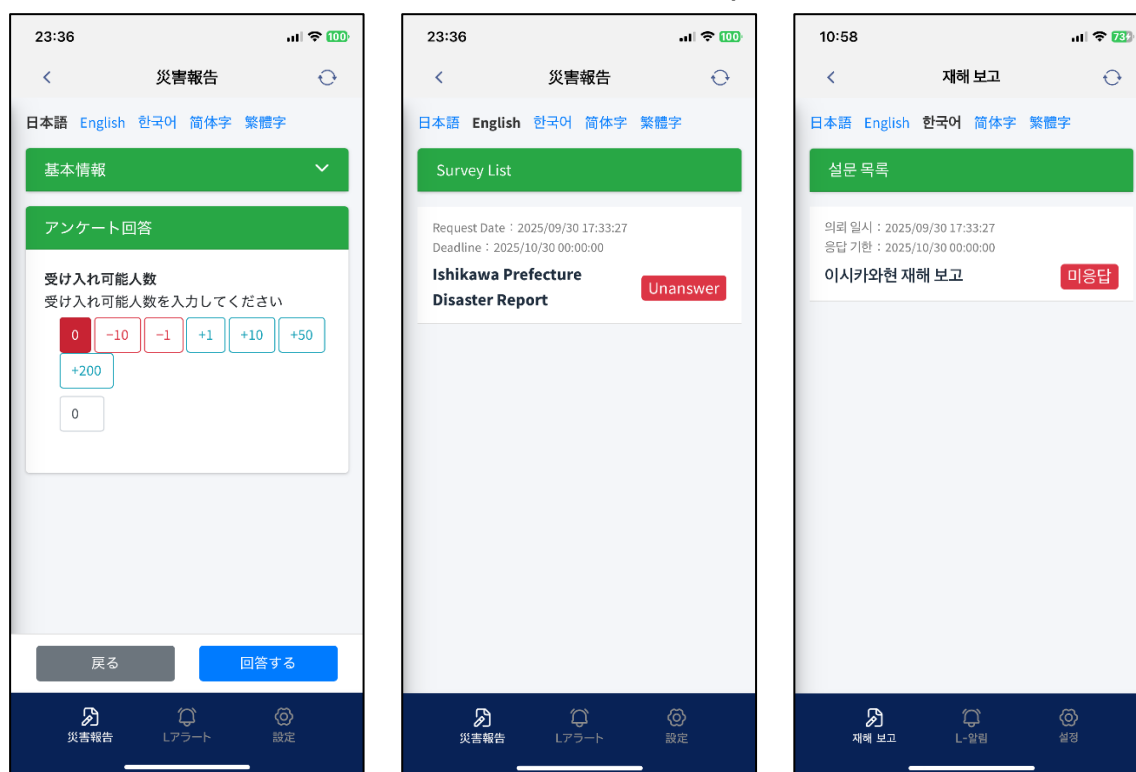 23:36
100
災害報告
日本語 English 한국어 简体字 繁體字
基本情報
アンケート回答
受け入れ可能人数
受け入れ可能人数を入力してください
0 −10 −1 +1 +10 +50
+200
0
戻る 回答する
災害報告 Lアラート 設定
23:36
100
災害報告
日本語 English 한국어 简体字 繁體字
Survey List
Request Date：2025/09/30 17:33:27
Deadline：2025/10/30 00:00:00
Ishikawa Prefecture
Disaster Report
Unanswer
災害報告 Lアラート 設定
10:58
73
재해 보고
日本語 English 한국어 简体字 繁體字
설문 목록
의뢰 일시：2025/09/30 17:33:27
응답 기한：2025/10/30 00:00:00
이시카와현 재해 보고
미응답
재해 보고 L-알림 설정